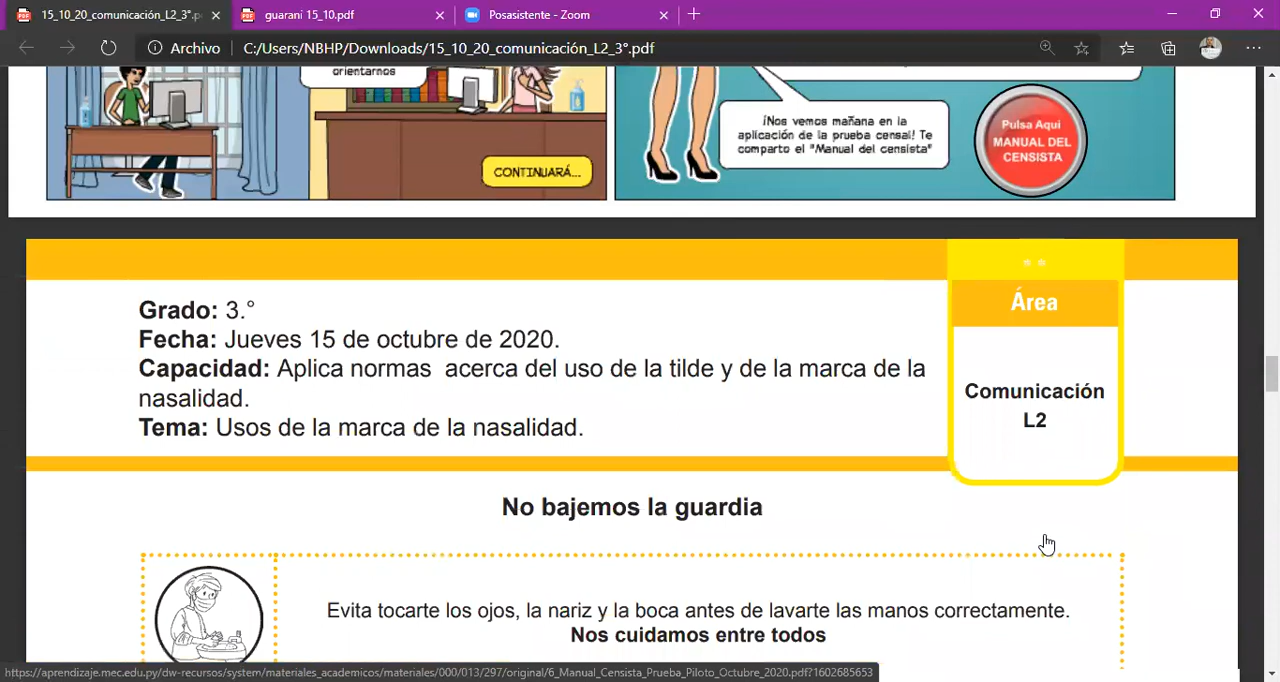 15_10_20_comunicación_L2_3°.p
guarani 15_10.pdf
Posasistente - Zoom
Archivo
C:/Users/NBHP/Downloads/15_10_20_comunicación_L2_3°.pdf
orientarnos
CONTINUARÁ...
¡Nos vemos mañana en la
aplicación de la prueba censal! Te
comparto el "Manual del censista"
Pulsa Aqui
MANUAL DEL
CENSISTA
Grado: 3.°
Fecha: Jueves 15 de octubre de 2020.
Capacidad: Aplica normas acerca del uso de la tilde y de la marca de la
nasalidad.
Tema: Usos de la marca de la nasalidad.
Área
Comunicación
L2
No bajemos la guardia
Evita tocarte los ojos, la nariz y la boca antes de lavarte las manos correctamente.
Nos cuidamos entre todos
https://aprendizaje.mec.edu.py/dw-recursos/system/materiales_academicos/materiales/000/013/297/original/6_Manual_Censista_Prueba_Piloto_Octubre_2020.pdf?1602685653